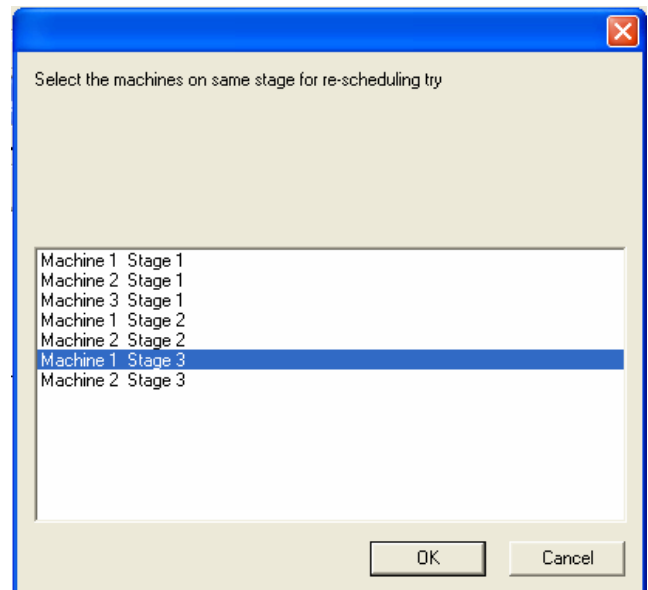 Select the machines on same stage for re-scheduling try
Machine 1  Stage 1
Machine 2  Stage 1
Machine 3  Stage 1
Machine 1  Stage 2
Machine 2  Stage 2
Machine 1  Stage 3
Machine 2  Stage 3
OK
Cancel